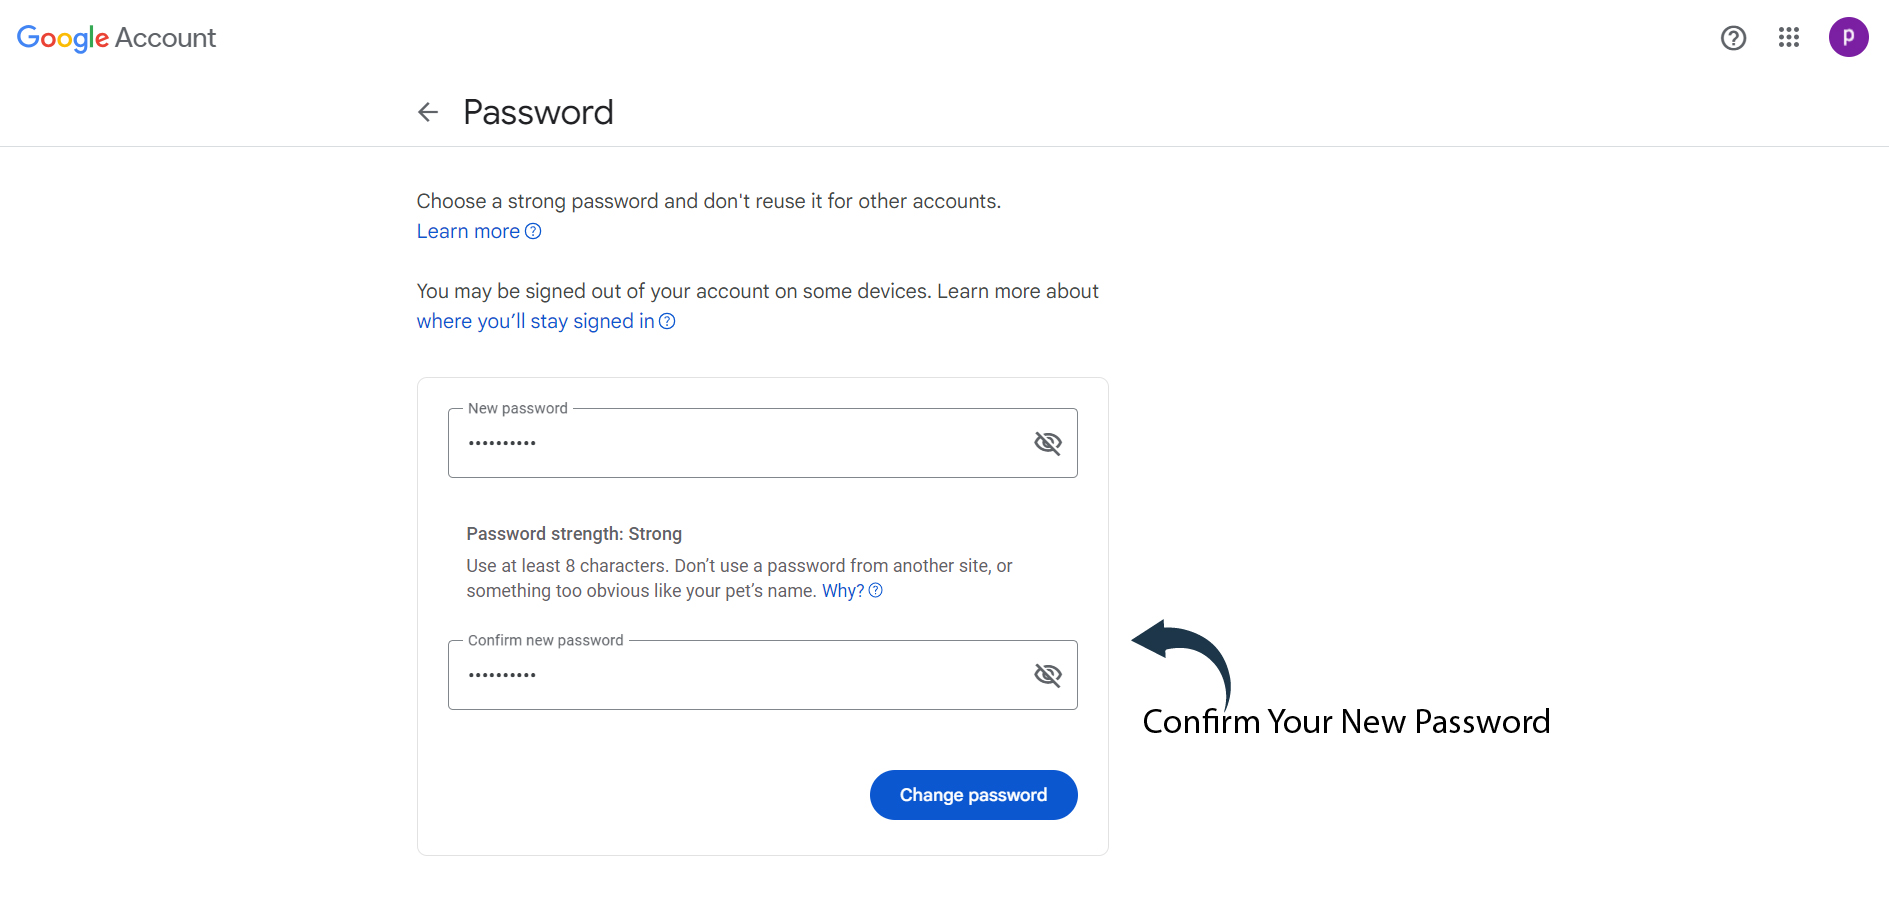 Google Account
p
Password
Choose a strong password and don't reuse it for other accounts.
Learn more
You may be signed out of your account on some devices. Learn more about
where you’ll stay signed in
New password
••••••••••
Password strength: Strong
Use at least 8 characters. Don’t use a password from another site, or
something too obvious like your pet’s name. Why?
Confirm new password
••••••••••
Confirm Your New Password
Change password